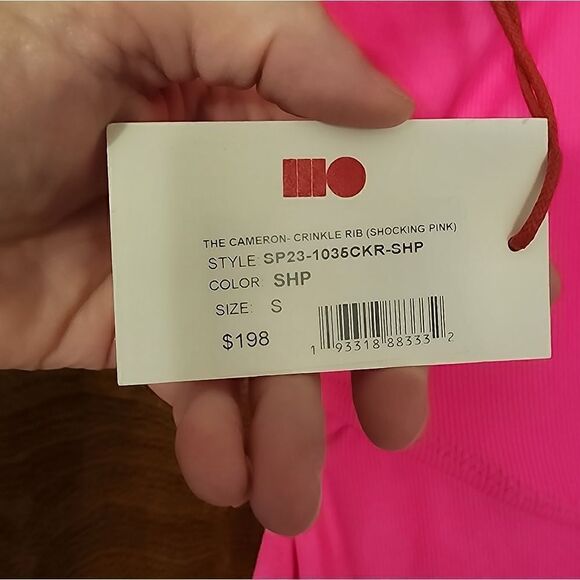 THE CAMERON- CRINKLE RIB (SHOCKING PINK)
STYLE: SP23-1035CKR-SHP
COLOR: SHP
SIZE: S
$198
1 93318 88333 2